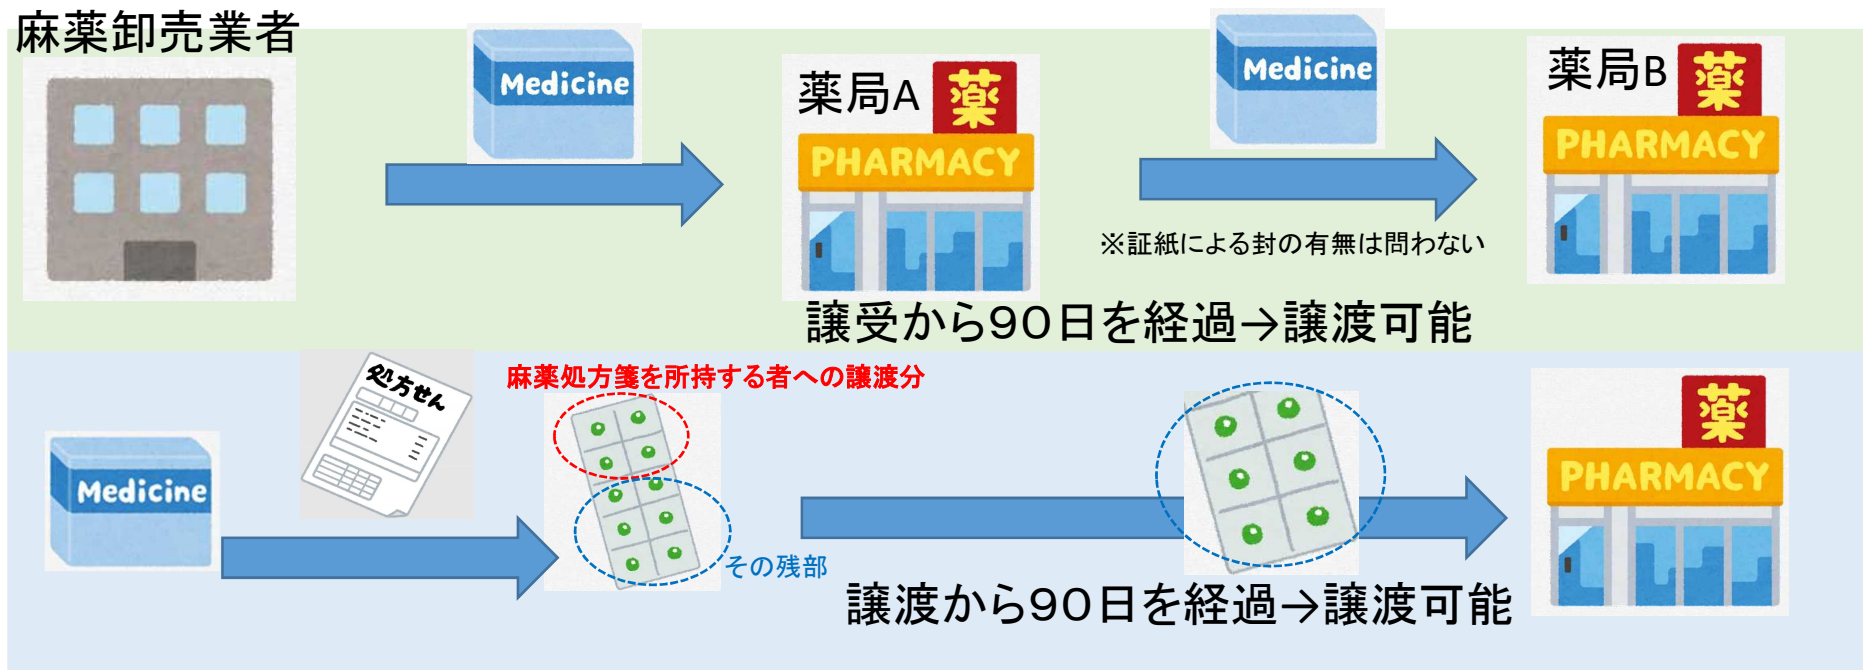 麻薬卸売業者
Medicine
薬局A
薬
PHARMACY
Medicine
薬局B
薬
PHARMACY
※証紙による封の有無は問わない
譲受から90日を経過→譲渡可能
Medicine
処方せん
麻薬処方箋を所持する者への譲渡分
その残部
薬
PHARMACY
譲渡から90日を経過→譲渡可能